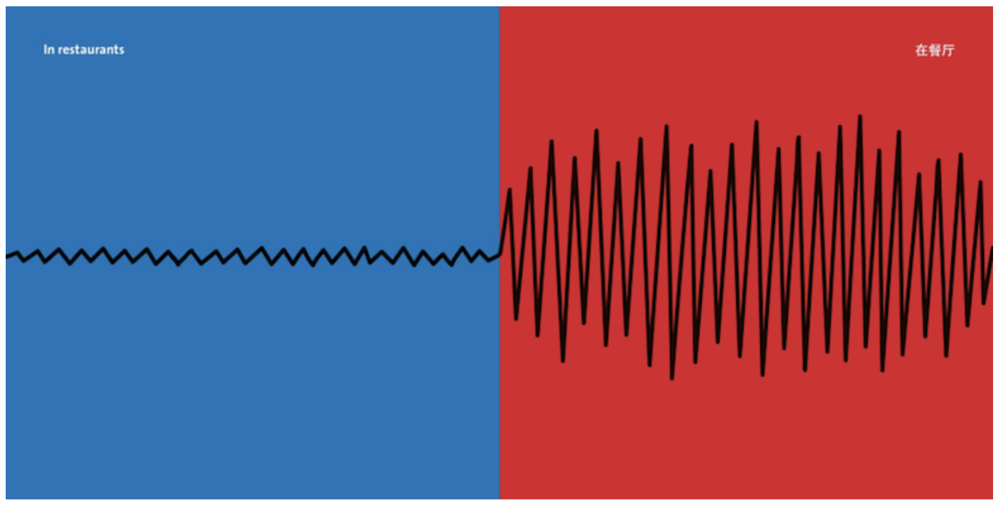 In restaurants
在餐厅